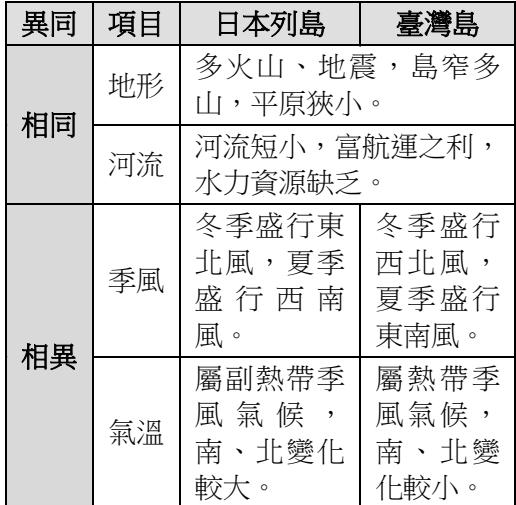 異同 項目 日本列島 臺灣島
相同
地形
多火山、地震，島窄多
山，平原狹小。
河流
河流短小，富航運之利，
水力資源缺乏。
相異
季風
冬季盛行東
北風，夏季
盛行西南
風。
冬季盛行
西北風，
夏季盛行
東南風。
氣溫
屬副熱帶季
風氣候，
南、北變化
較大。
屬熱帶季
風氣候，
南、北變
化較小。